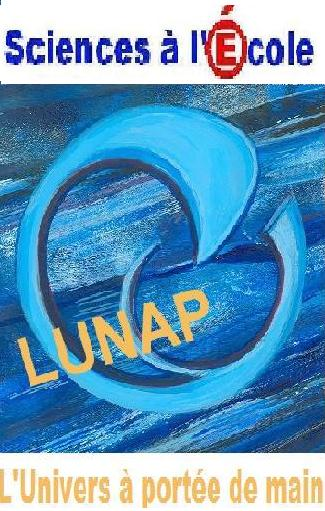 Sciences à l'École
LUNAP
L'Univers à portée de main